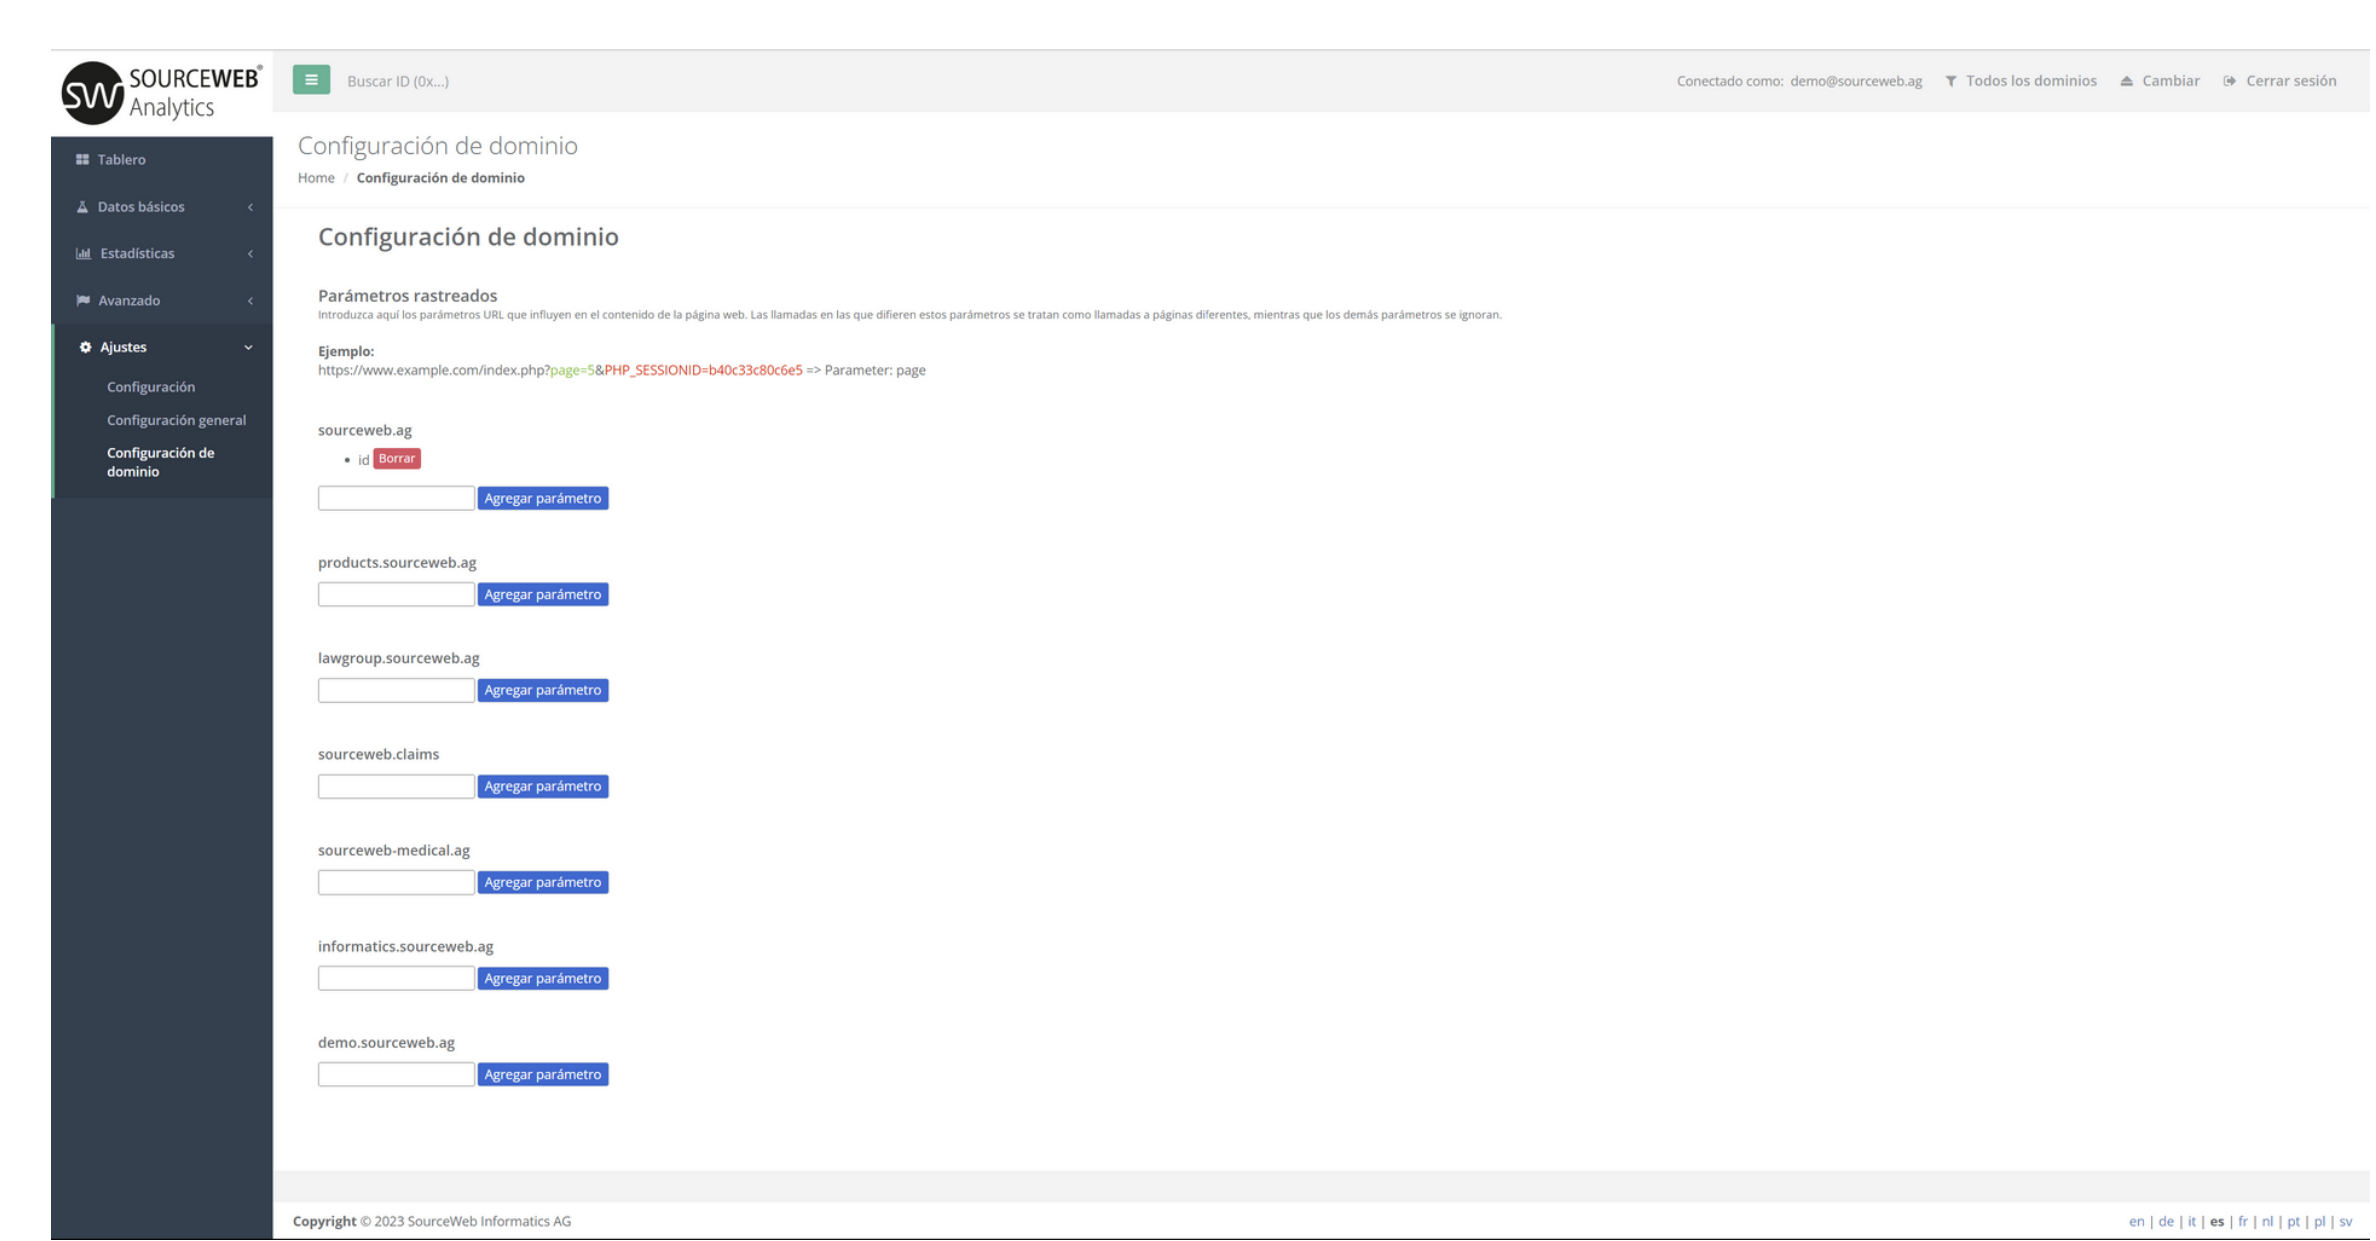 SOURCEWEB®
Analytics
Buscar ID (0x...)
Conectado como: demo@sourceweb.ag Todos los dominios Cambiar Cerrar sesión
Tablero
Datos básicos
Estadísticas
Avanzado
Ajustes
Configuración
Configuración general
Configuración de
dominio
Configuración de dominio
Home / Configuración de dominio
Configuración de dominio
Parámetros rastreados
Introduzca aquí los parámetros URL que influyen en el contenido de la página web. Las llamadas en las que difieren estos parámetros se tratan como llamadas a páginas diferentes, mientras que los demás parámetros se ignoran.
Ejemplo:
https://www.example.com/index.php?page=5&PHP_SESSIONID=b40c33c80c6e5 => Parameter: page
sourceweb.ag
• id Borrar
Agregar parámetro
products.sourceweb.ag
Agregar parámetro
lawgroup.sourceweb.ag
Agregar parámetro
sourceweb.claims
Agregar parámetro
sourceweb-medical.ag
Agregar parámetro
informatics.sourceweb.ag
Agregar parámetro
demo.sourceweb.ag
Agregar parámetro
Copyright © 2023 SourceWeb Informatics AG
en | de | it | es | fr | nl | pt | pl | sv